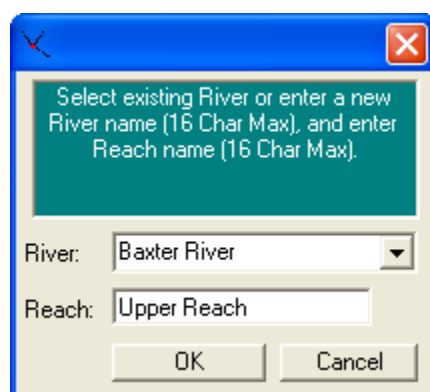 Select existing River or enter a new
River name (16 Char Max), and enter
Reach name (16 Char Max).
River: Baxter River
Reach: Upper Reach
OK Cancel